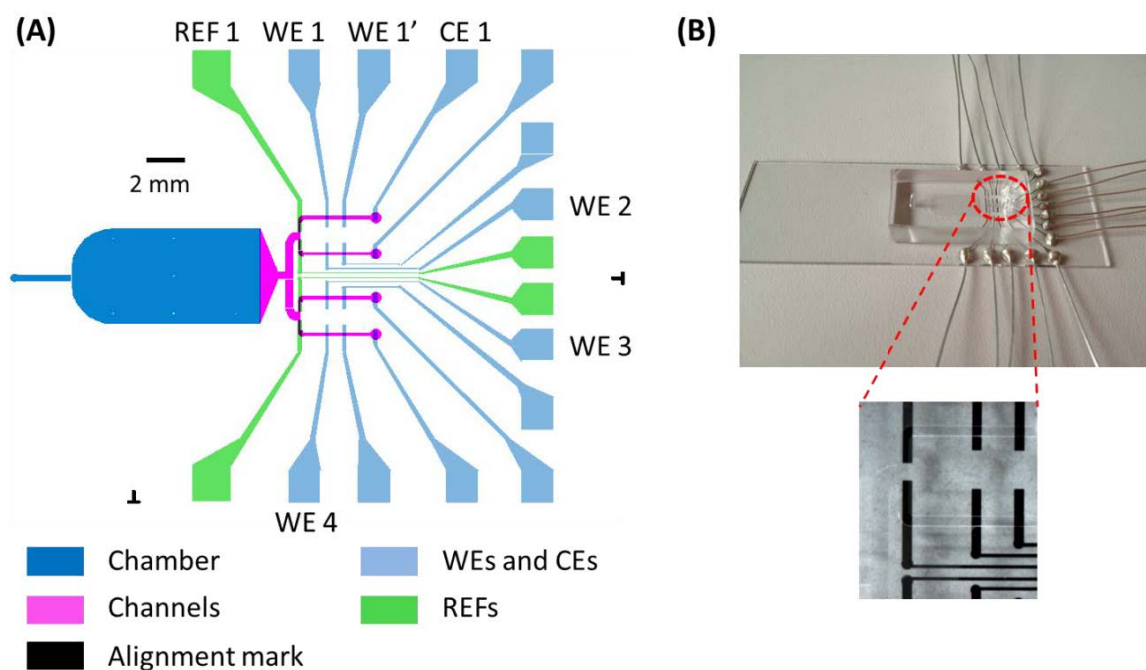 (A)
REF 1 WE 1 WE 1’ CE 1
2 mm
WE 2
WE 3
WE 4
Chamber
WEs and CEs
Channels
REFs
Alignment mark
(B)